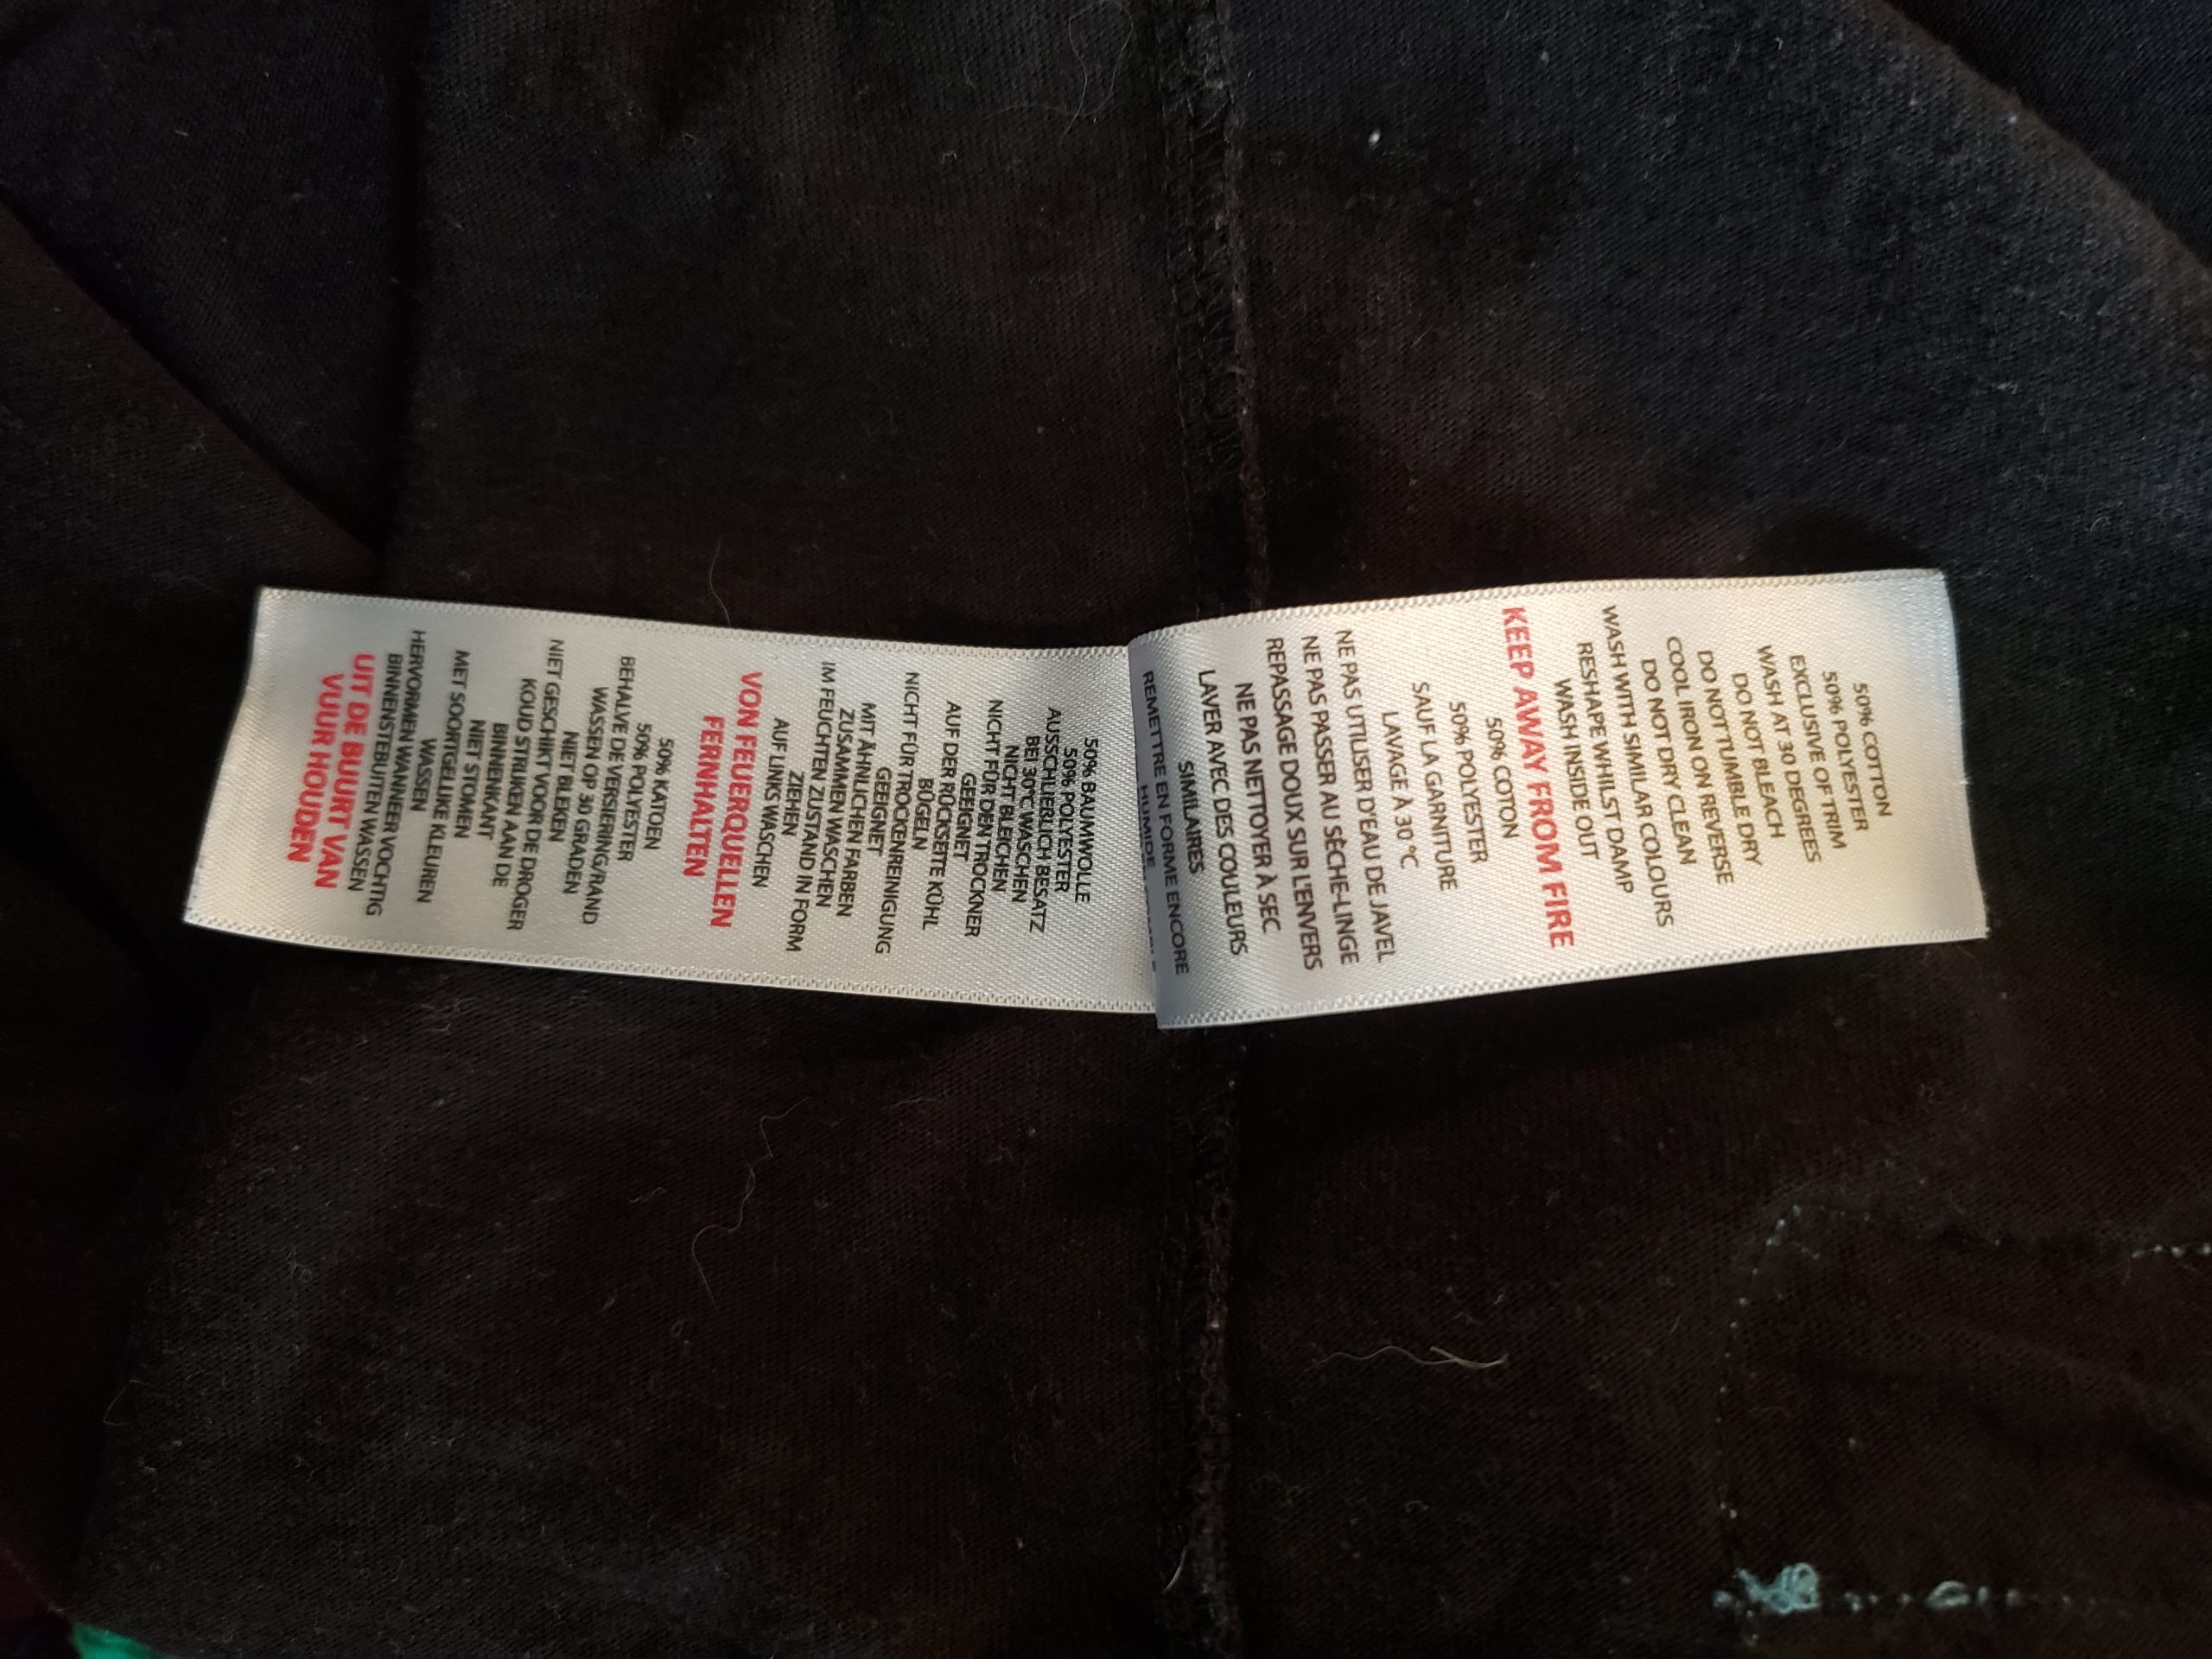 50% COTTON
50% POLYESTER
EXCLUSIVE OF TRIM
WASH AT 30 DEGREES
DO NOT BLEACH
DO NOT TUMBLE DRY
COOL IRON ON REVERSE
DO NOT DRY CLEAN
WASH WITH SIMILAR COLOURS
RESHAPE WHILST DAMP
WASH INSIDE OUT
KEEP AWAY FROM FIRE
50% COTON
50% POLYESTER
SAUF LA GARNITURE
LAVAGE À 30 °C
NE PAS UTILISER D'EAU DE JAVEL
NE PAS PASSER AU SÈCHE-LINGE
REPASSAGE DOUX SUR L'ENVERS
NE PAS NETTOYER À SEC
LAVER AVEC DES COULEURS
SIMILAIRES
REMETTRE EN FORME ENCORE
HUMIDE
50% BAUMWOLLE
50% POLYESTER
AUSSCHLIEBLICH BESATZ
BEI 30°C WASCHEN
NICHT BLEICHEN
NICHT FÜR DEN TROCKNER
GEEIGNET
AUF DER RÜCKSEITE KÜHL
BÜGELN
NICHT FÜR TROCKENREINIGUNG
GEEIGNET
MIT ÄHNLICHEN FARBEN
ZUSAMMEN WASCHEN
IM FEUCHTEN ZUSTAND IN FORM
ZIEHEN
AUF LINKS WASCHEN
VON FEUERQUELLEN
FERNHALTEN
50% KATOEN
50% POLYESTER
BEHALVE DE VERSIERING/RAND
WASSEN OP 30 GRADEN
NIET BLEKEN
NIET GESCHIKT VOOR DE DROGER
KOUD STRIJKEN AAN DE
BINNENKANT
NIET STOMEN
MET SOORTGELIJKE KLEUREN
WASSEN
HERVORMEN WANNEER VOCHTIG
BINNENSTEBUITEN WASSEN
UIT DE BUURT VAN
VUUR HOUDEN